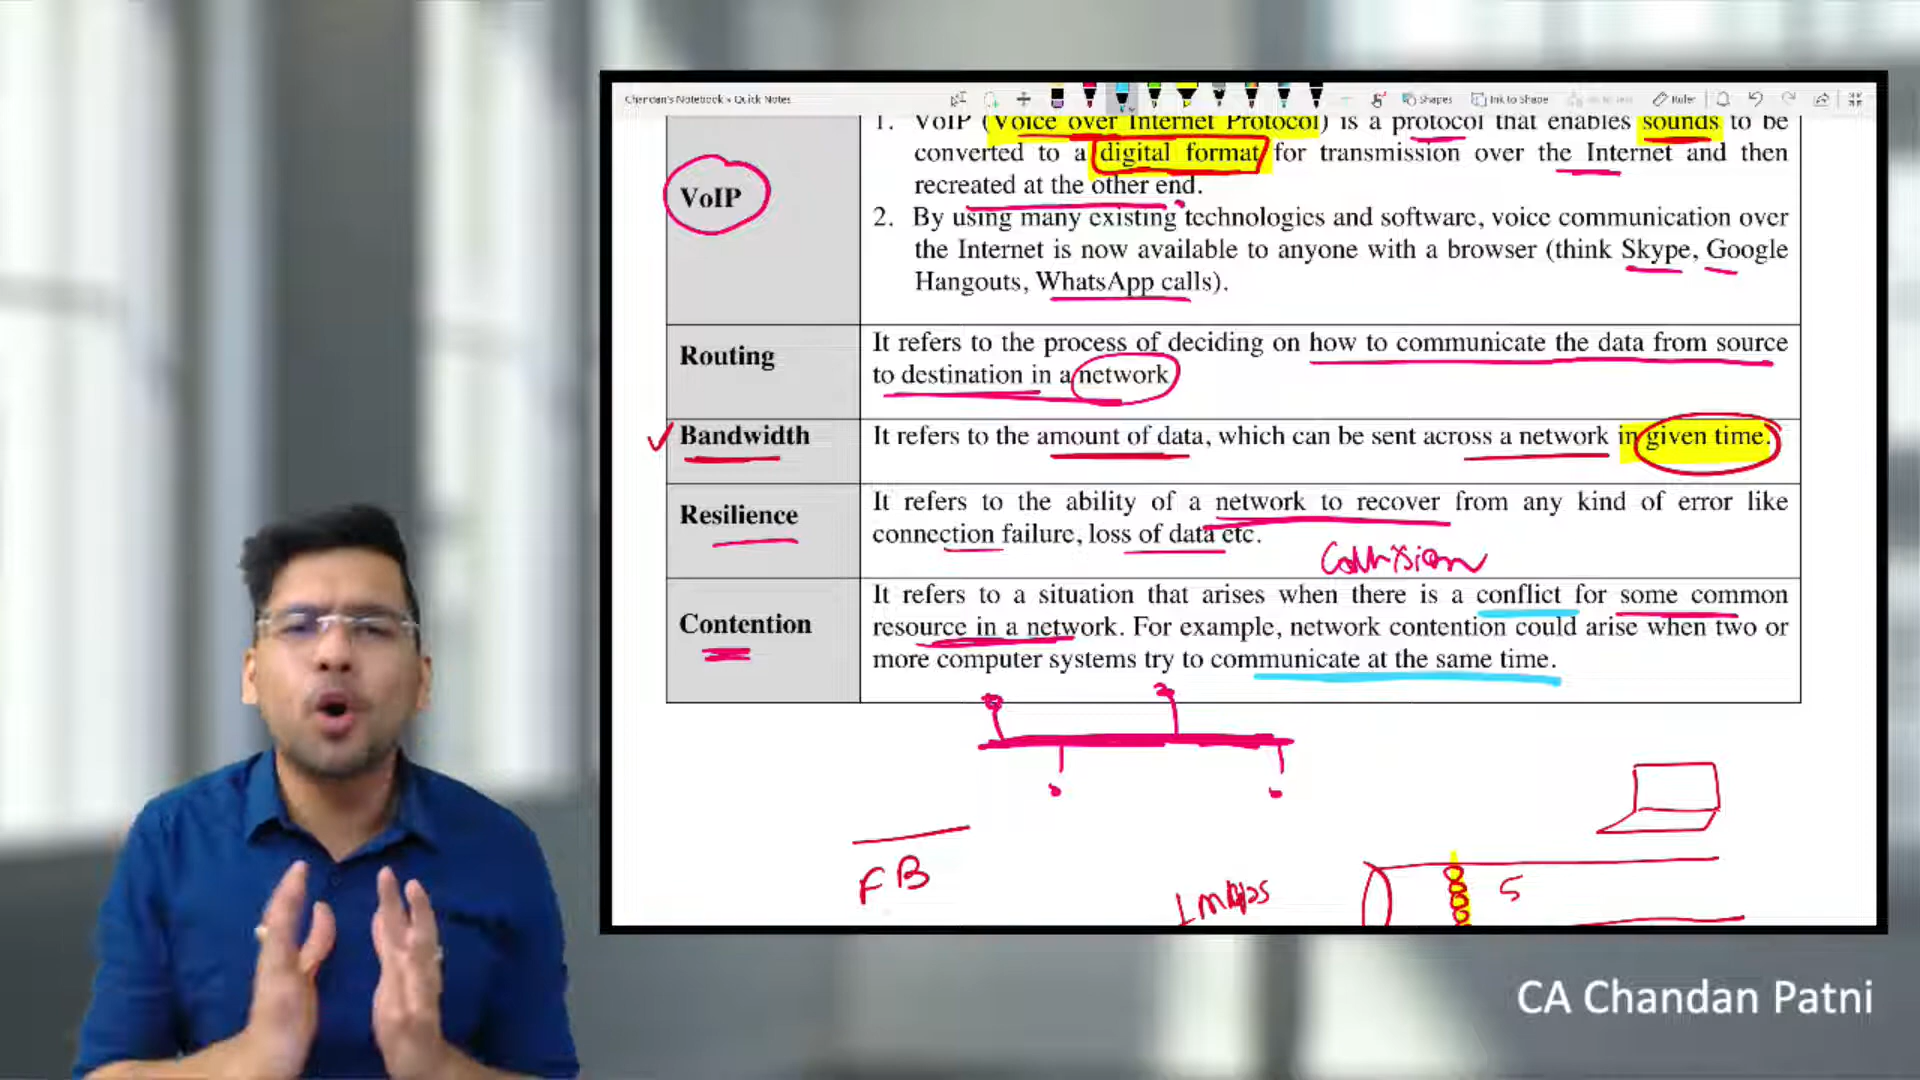 Chandan's Notebook » Quick Notes
Shapes
Ink to Shape
Ruler
1. VoIP (Voice over Internet Protocol) is a protocol that enables sounds to be
converted to a digital format for transmission over the Internet and then
recreated at the other end.
VoIP
2. By using many existing technologies and software, voice communication over
the Internet is now available to anyone with a browser (think Skype, Google
Hangouts, WhatsApp calls).
Routing
It refers to the process of deciding on how to communicate the data from source
to destination in a network
Bandwidth
It refers to the amount of data, which can be sent across a network in given time.
Resilience
It refers to the ability of a network to recover from any kind of error like
connection failure, loss of data etc.
Collision
Contention
It refers to a situation that arises when there is a conflict for some common
resource in a network. For example, network contention could arise when two or
more computer systems try to communicate at the same time.
FB
1 Mbps
5
CA Chandan Patni